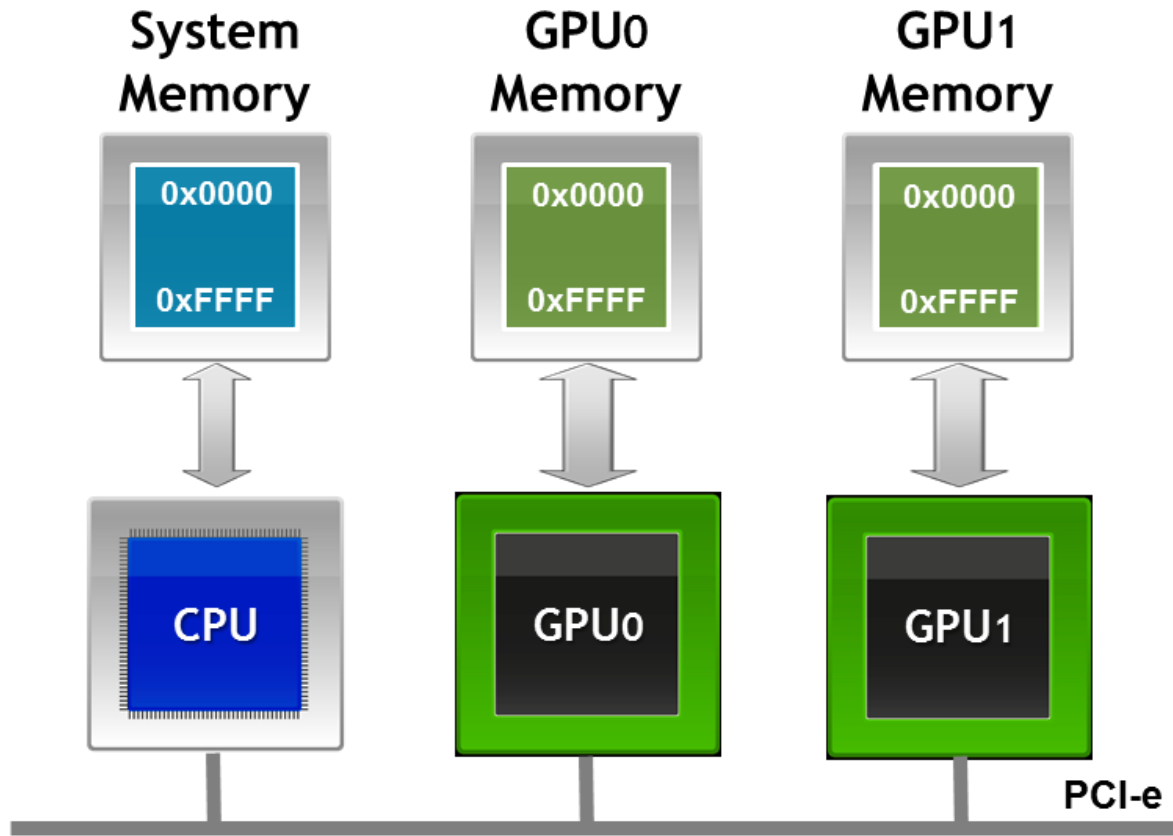 System
Memory
GPU0
Memory
GPU1
Memory
0x0000
0xFFFF
0x0000
0xFFFF
0x0000
0xFFFF
CPU
GPU0
GPU1
PCI-e